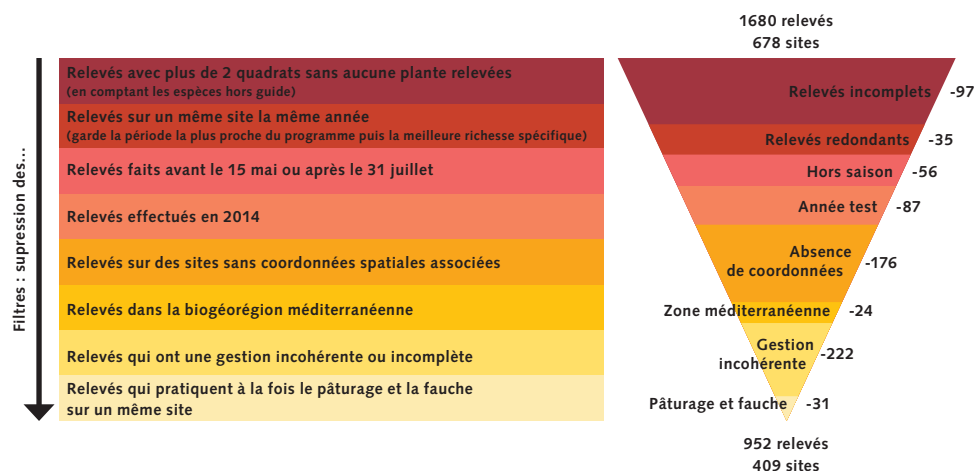 1680 relevés
678 sites
Filtres : supression des...
Relevés avec plus de 2 quadrats sans aucune plante relevées
(en comptant les espèces hors guide)
Relevés incomplets
-97
Relevés sur un même site la même année
(garde la période la plus proche du programme puis la meilleure richesse spécifique)
Relevés redondants
-35
Relevés faits avant le 15 mai ou après le 31 juillet
Hors saison
-56
Relevés effectués en 2014
Année test
-87
Relevés sur des sites sans coordonnées spatiales associées
Absence
de coordonnées
-176
Relevés dans la biogéorégion méditerranéenne
Zone méditerranéenne
-24
Relevés qui ont une gestion incohérente ou incomplète
Gestion
incohérente
-222
Relevés qui pratiquent à la fois le pâturage et la fauche
sur un même site
Pâturage et fauche
-31
952 relevés
409 sites